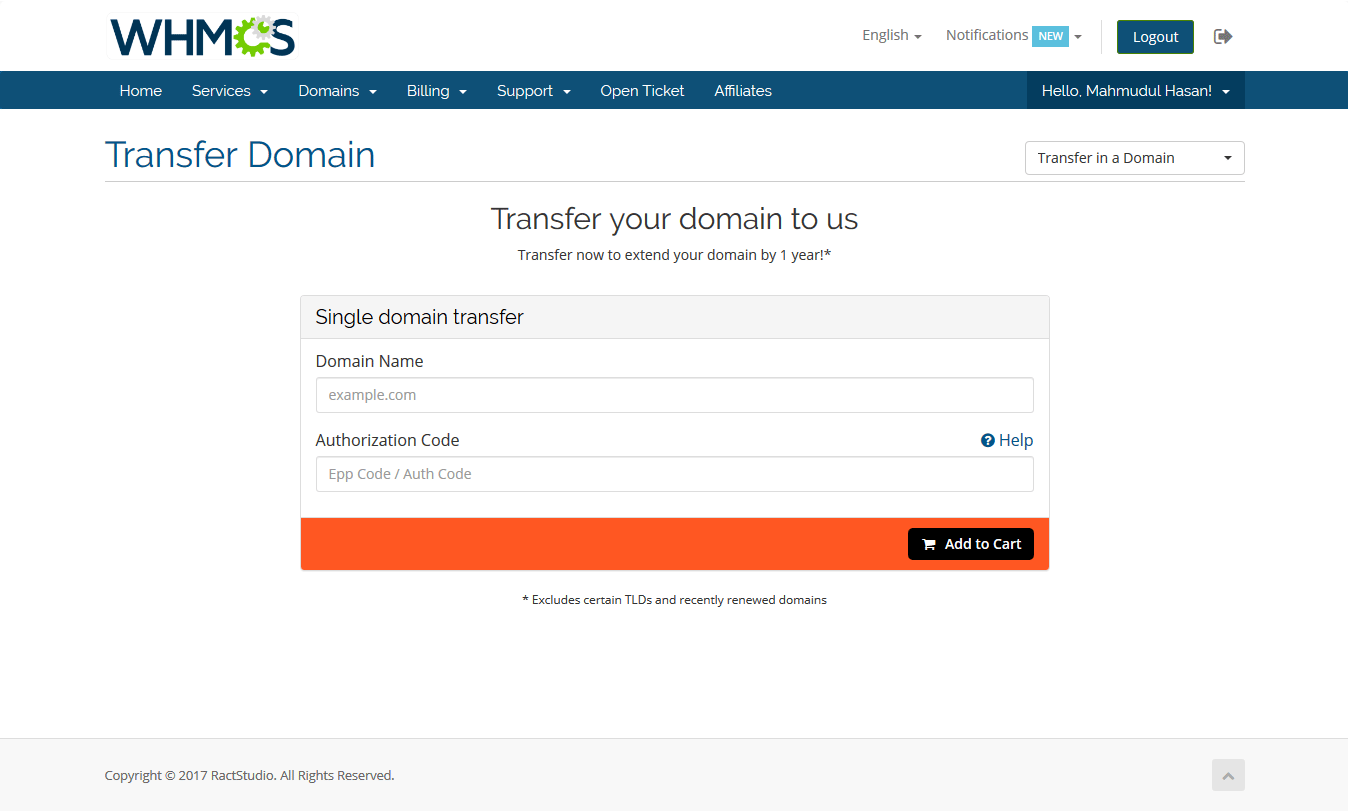 WHMCS
English
Notifications NEW
Logout
Home Services Domains Billing Support Open Ticket Affiliates Hello, Mahmudul Hasan!
Transfer Domain
Transfer in a Domain
Transfer your domain to us
Transfer now to extend your domain by 1 year!*
Single domain transfer
Domain Name
example.com
Authorization Code
Help
Epp Code / Auth Code
Add to Cart
* Excludes certain TLDs and recently renewed domains
Copyright © 2017 RactStudio. All Rights Reserved.